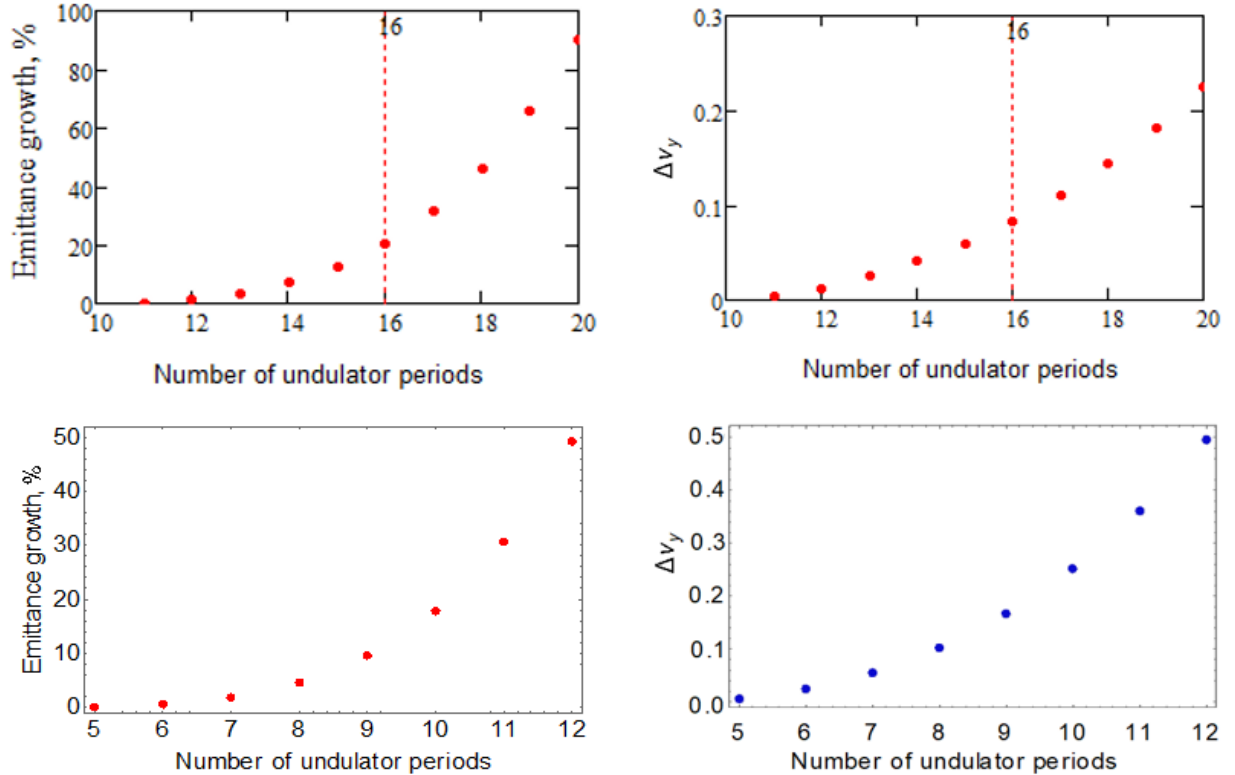 Emittance growth, %
100
80
60
40
20
0
16
10 12 14 16 18 20
Number of undulator periods
Δνy
0.3
0.2
0.1
0
16
10 12 14 16 18 20
Number of undulator periods
Emittance growth, %
50
40
30
20
10
0
5 6 7 8 9 10 11 12
Number of undulator periods
Δνy
0.5
0.4
0.3
0.2
0.1
0.0
5 6 7 8 9 10 11 12
Number of undulator periods